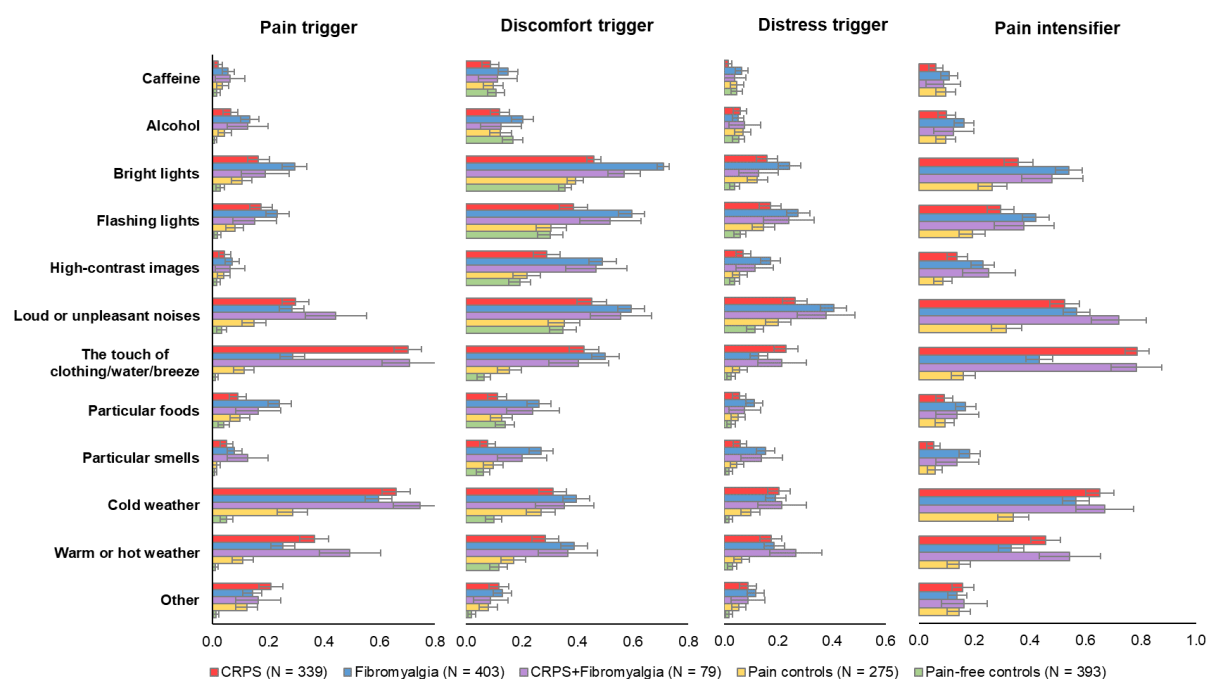 Pain trigger
Discomfort trigger
Distress trigger
Pain intensifier
Caffeine
Alcohol
Bright lights
Flashing lights
High-contrast images
Loud or unpleasant noises
The touch of
clothing/water/breeze
Particular foods
Particular smells
Cold weather
Warm or hot weather
Other
0.0 0.2 0.4 0.6 0.8
0.0 0.2 0.4 0.6 0.8
0.0 0.2 0.4 0.6
0.0 0.2 0.4 0.6 0.8 1.0
CRPS (N = 339)
Fibromyalgia (N = 403)
CRPS+Fibromyalgia (N = 79)
Pain controls (N = 275)
Pain-free controls (N = 393)